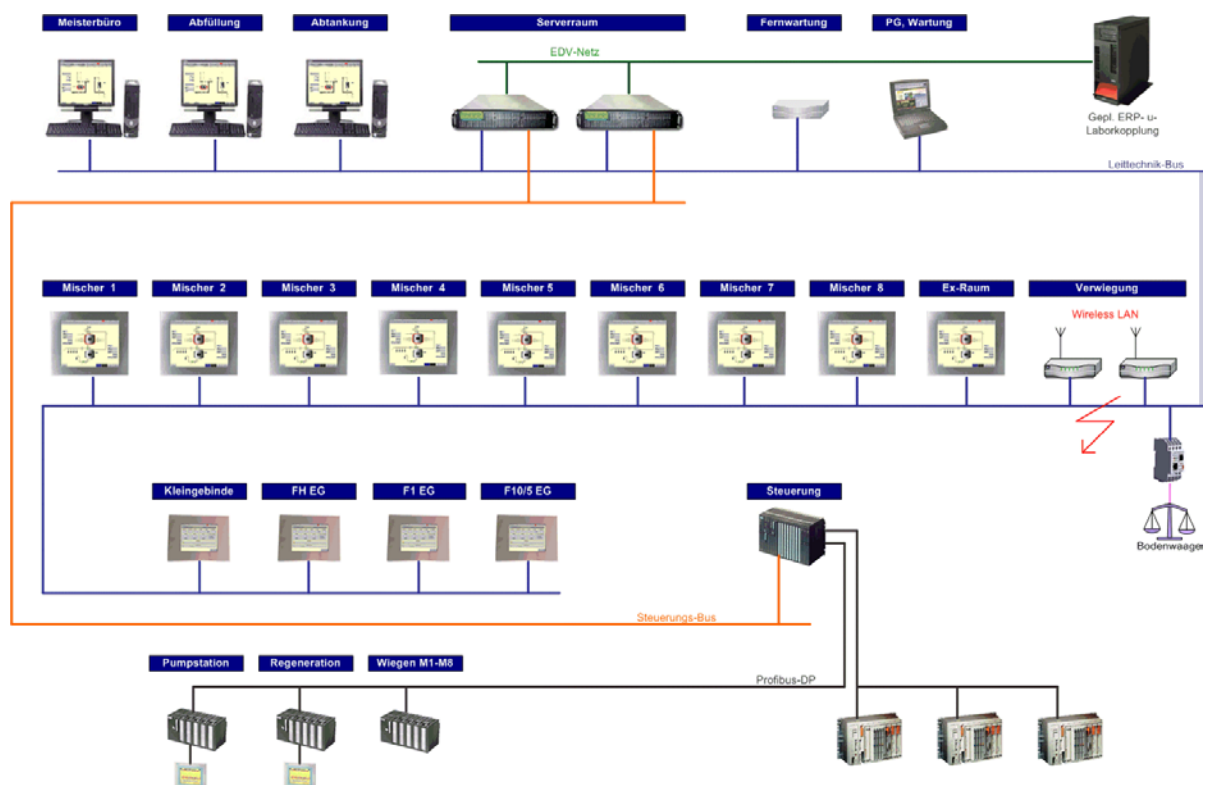 Meisterbüro
Abfüllung
Abtankung
Serverraum
Fernwartung
PG, Wartung
EDV-Netz
Gepl. ERP- u-
Laborkopplung
Leittechnik-Bus
Mischer 1
Mischer 2
Mischer 3
Mischer 4
Mischer 5
Mischer 6
Mischer 7
Mischer 8
Ex-Raum
Verwiegung
Wireless LAN
Kleingebinde
FH EG
F1 EG
F10/5 EG
Steuerung
Bodenwaagen
Steuerungs-Bus
Pumpstation
Regeneration
Wiegen M1-M8
Profibus-DP